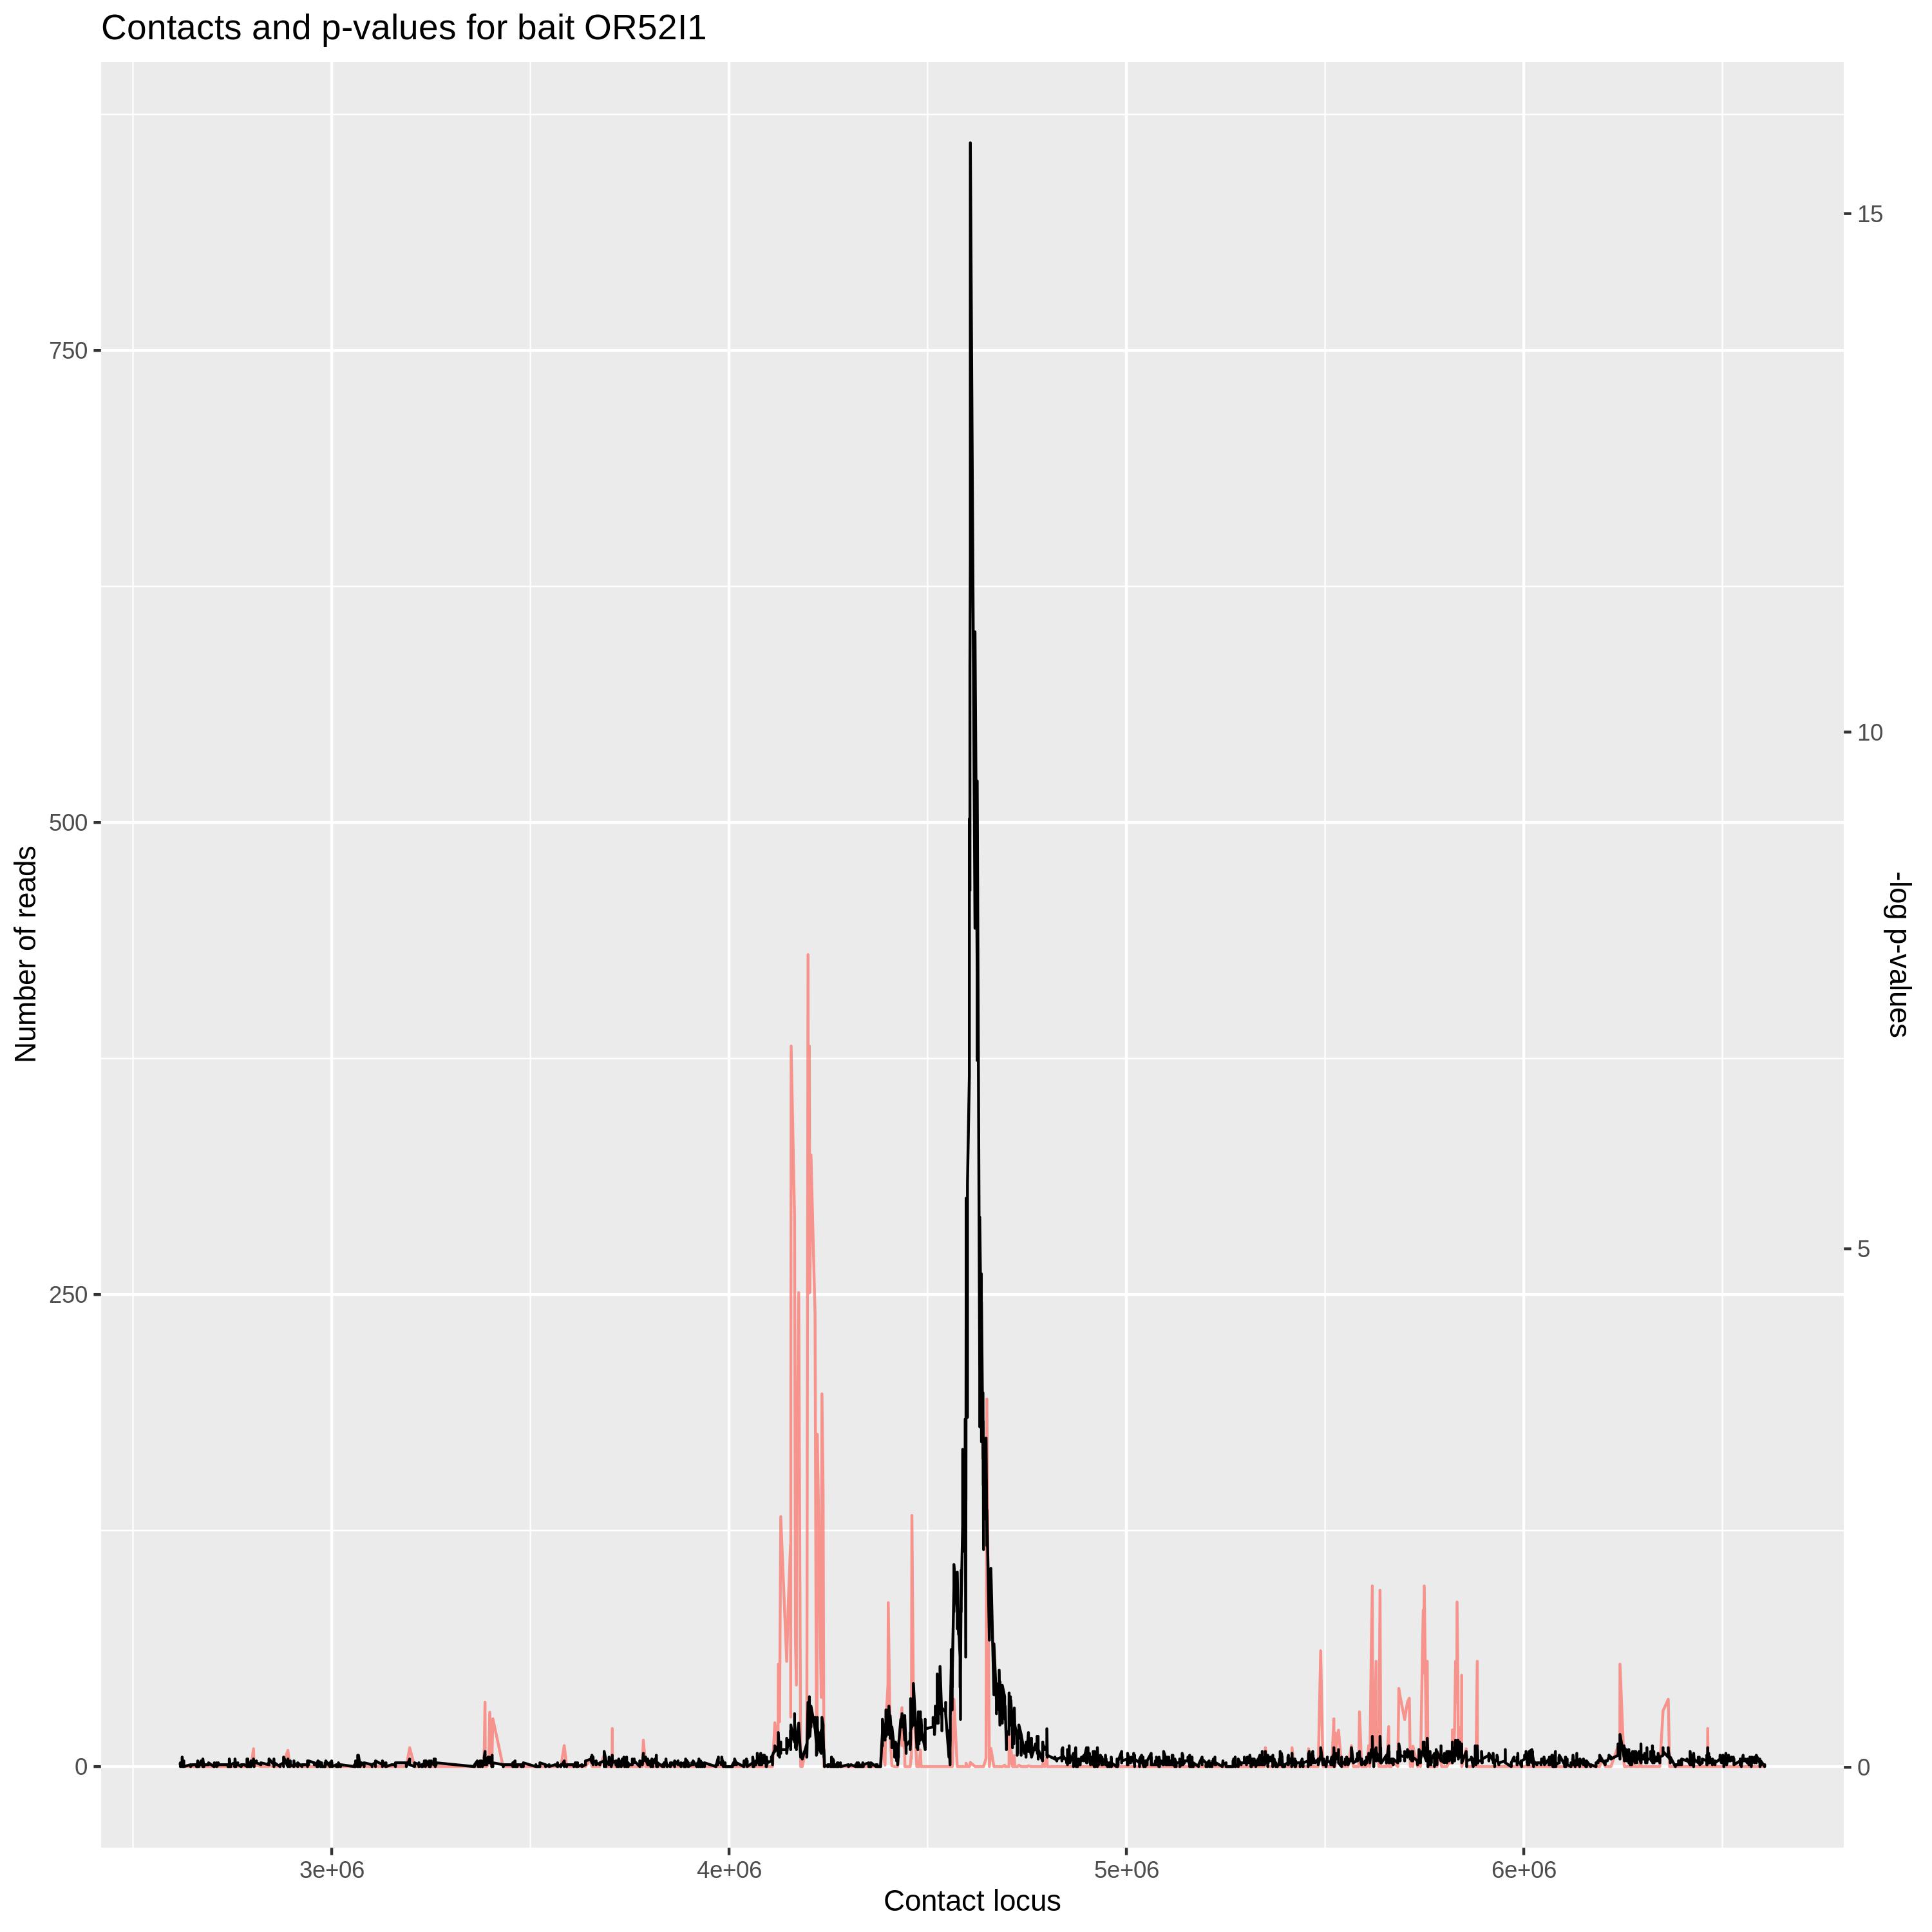 Contacts and p-values for bait OR52I1
Number of reads
750
500
250
0
15
10
5
0
-log p-values
3e+06 4e+06 5e+06 6e+06
Contact locus